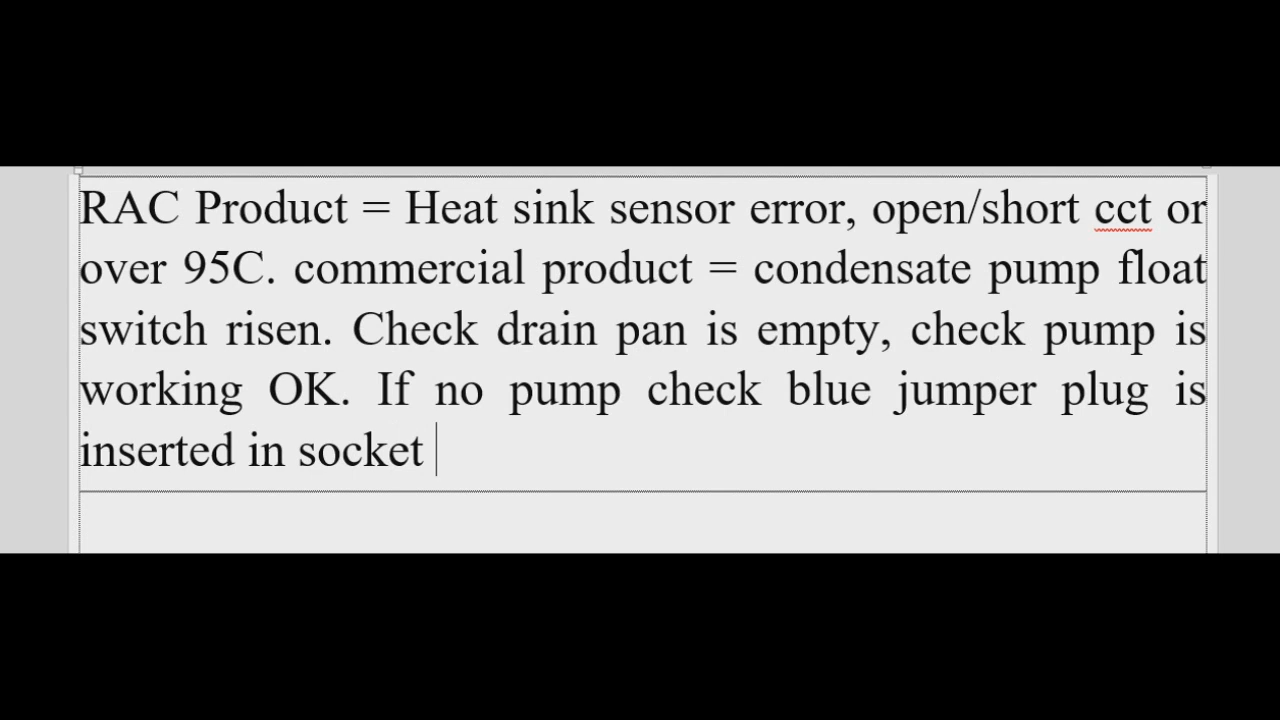 RAC Product = Heat sink sensor error, open/short cct or
over 95C. commercial product = condensate pump float
switch risen. Check drain pan is empty, check pump is
working OK. If no pump check blue jumper plug is
inserted in socket